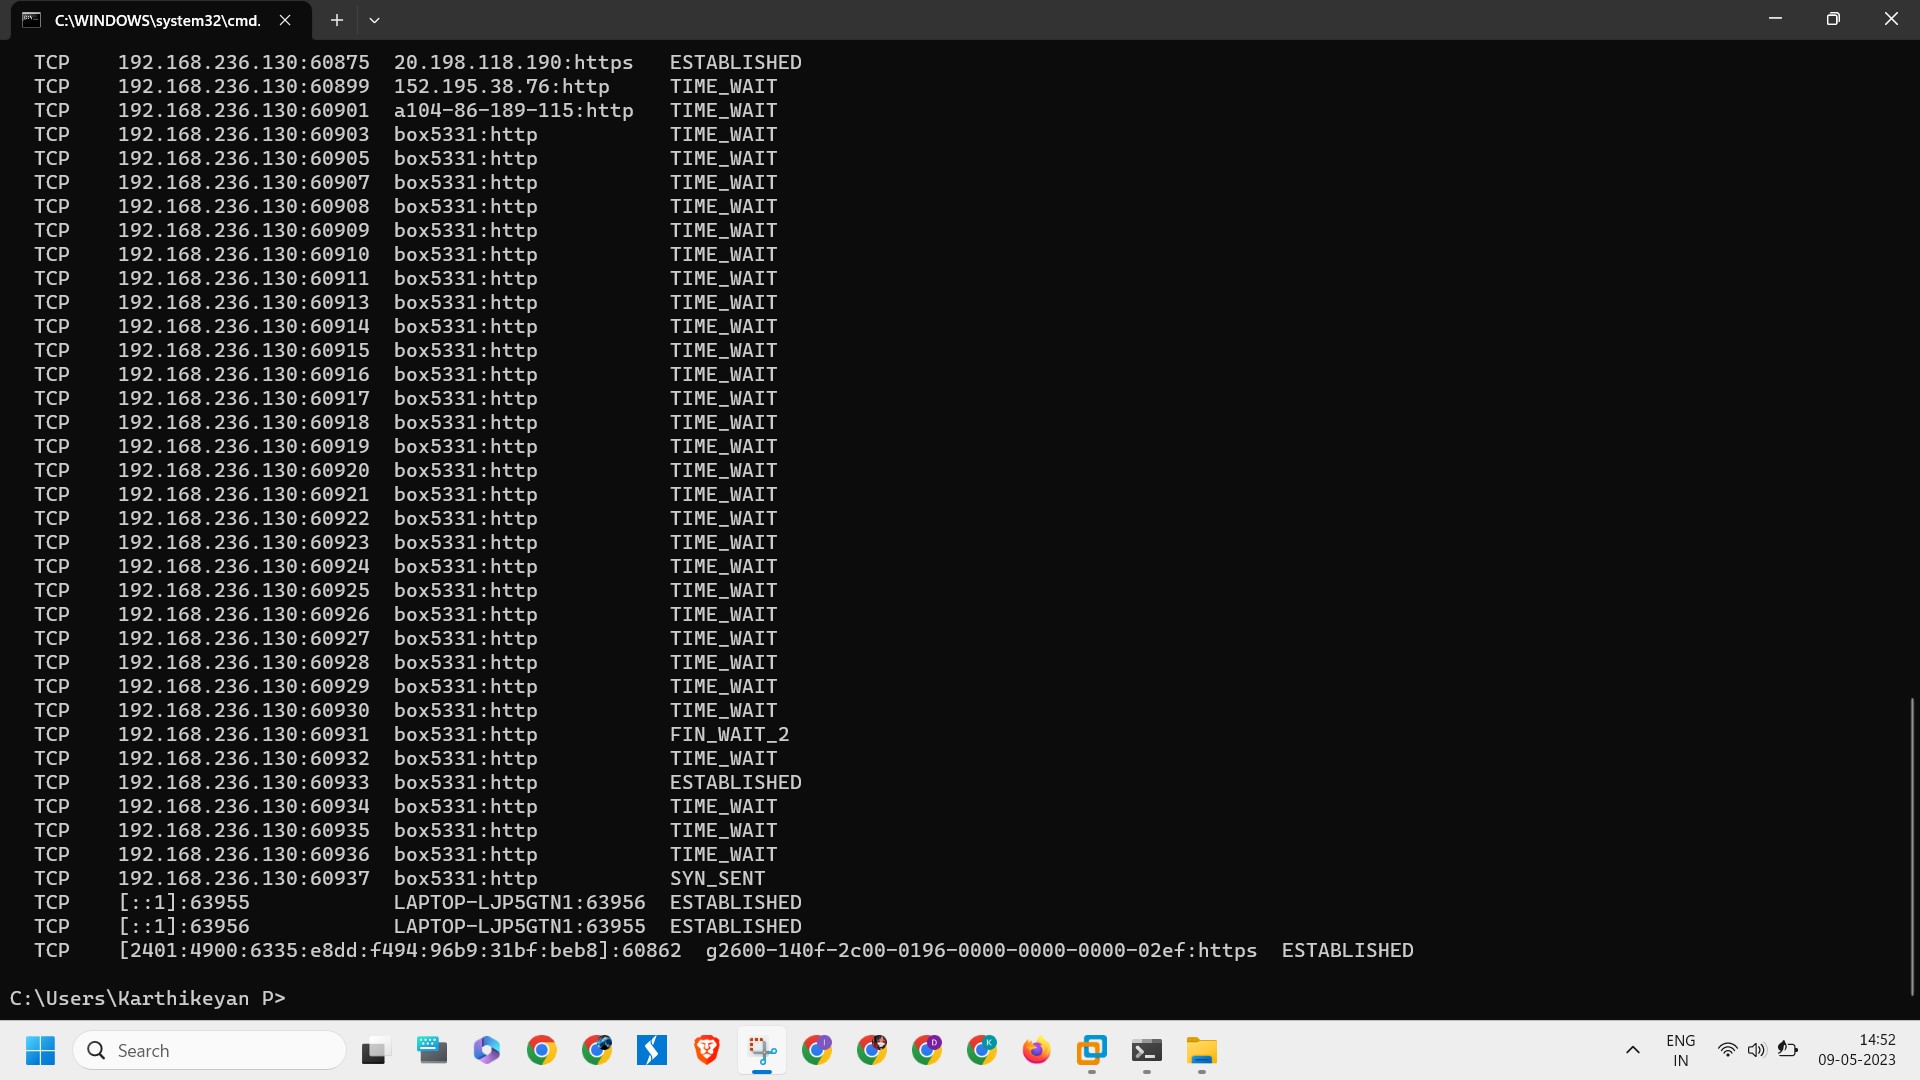 C:\WINDOWS\system32\cmd.
TCP    192.168.236.130:60875  20.198.118.190:https   ESTABLISHED
TCP    192.168.236.130:60899  152.195.38.76:http     TIME_WAIT
TCP    192.168.236.130:60901  a104-86-189-115:http   TIME_WAIT
TCP    192.168.236.130:60903  box5331:http           TIME_WAIT
TCP    192.168.236.130:60905  box5331:http           TIME_WAIT
TCP    192.168.236.130:60907  box5331:http           TIME_WAIT
TCP    192.168.236.130:60908  box5331:http           TIME_WAIT
TCP    192.168.236.130:60909  box5331:http           TIME_WAIT
TCP    192.168.236.130:60910  box5331:http           TIME_WAIT
TCP    192.168.236.130:60911  box5331:http           TIME_WAIT
TCP    192.168.236.130:60913  box5331:http           TIME_WAIT
TCP    192.168.236.130:60914  box5331:http           TIME_WAIT
TCP    192.168.236.130:60915  box5331:http           TIME_WAIT
TCP    192.168.236.130:60916  box5331:http           TIME_WAIT
TCP    192.168.236.130:60917  box5331:http           TIME_WAIT
TCP    192.168.236.130:60918  box5331:http           TIME_WAIT
TCP    192.168.236.130:60919  box5331:http           TIME_WAIT
TCP    192.168.236.130:60920  box5331:http           TIME_WAIT
TCP    192.168.236.130:60921  box5331:http           TIME_WAIT
TCP    192.168.236.130:60922  box5331:http           TIME_WAIT
TCP    192.168.236.130:60923  box5331:http           TIME_WAIT
TCP    192.168.236.130:60924  box5331:http           TIME_WAIT
TCP    192.168.236.130:60925  box5331:http           TIME_WAIT
TCP    192.168.236.130:60926  box5331:http           TIME_WAIT
TCP    192.168.236.130:60927  box5331:http           TIME_WAIT
TCP    192.168.236.130:60928  box5331:http           TIME_WAIT
TCP    192.168.236.130:60929  box5331:http           TIME_WAIT
TCP    192.168.236.130:60930  box5331:http           TIME_WAIT
TCP    192.168.236.130:60931  box5331:http           FIN_WAIT_2
TCP    192.168.236.130:60932  box5331:http           TIME_WAIT
TCP    192.168.236.130:60933  box5331:http           ESTABLISHED
TCP    192.168.236.130:60934  box5331:http           TIME_WAIT
TCP    192.168.236.130:60935  box5331:http           TIME_WAIT
TCP    192.168.236.130:60936  box5331:http           TIME_WAIT
TCP    192.168.236.130:60937  box5331:http           SYN_SENT
TCP    [::1]:63955            LAPTOP-LJP5GTN1:63956  ESTABLISHED
TCP    [::1]:63956            LAPTOP-LJP5GTN1:63955  ESTABLISHED
TCP    [2401:4900:6335:e8dd:f494:96b9:31bf:beb8]:60862  g2600-140f-2c00-0196-0000-0000-0000-02ef:https  ESTABLISHED
C:\Users\Karthikeyan P>
Search
I
D
K
ENG
IN
14:52
09-05-2023